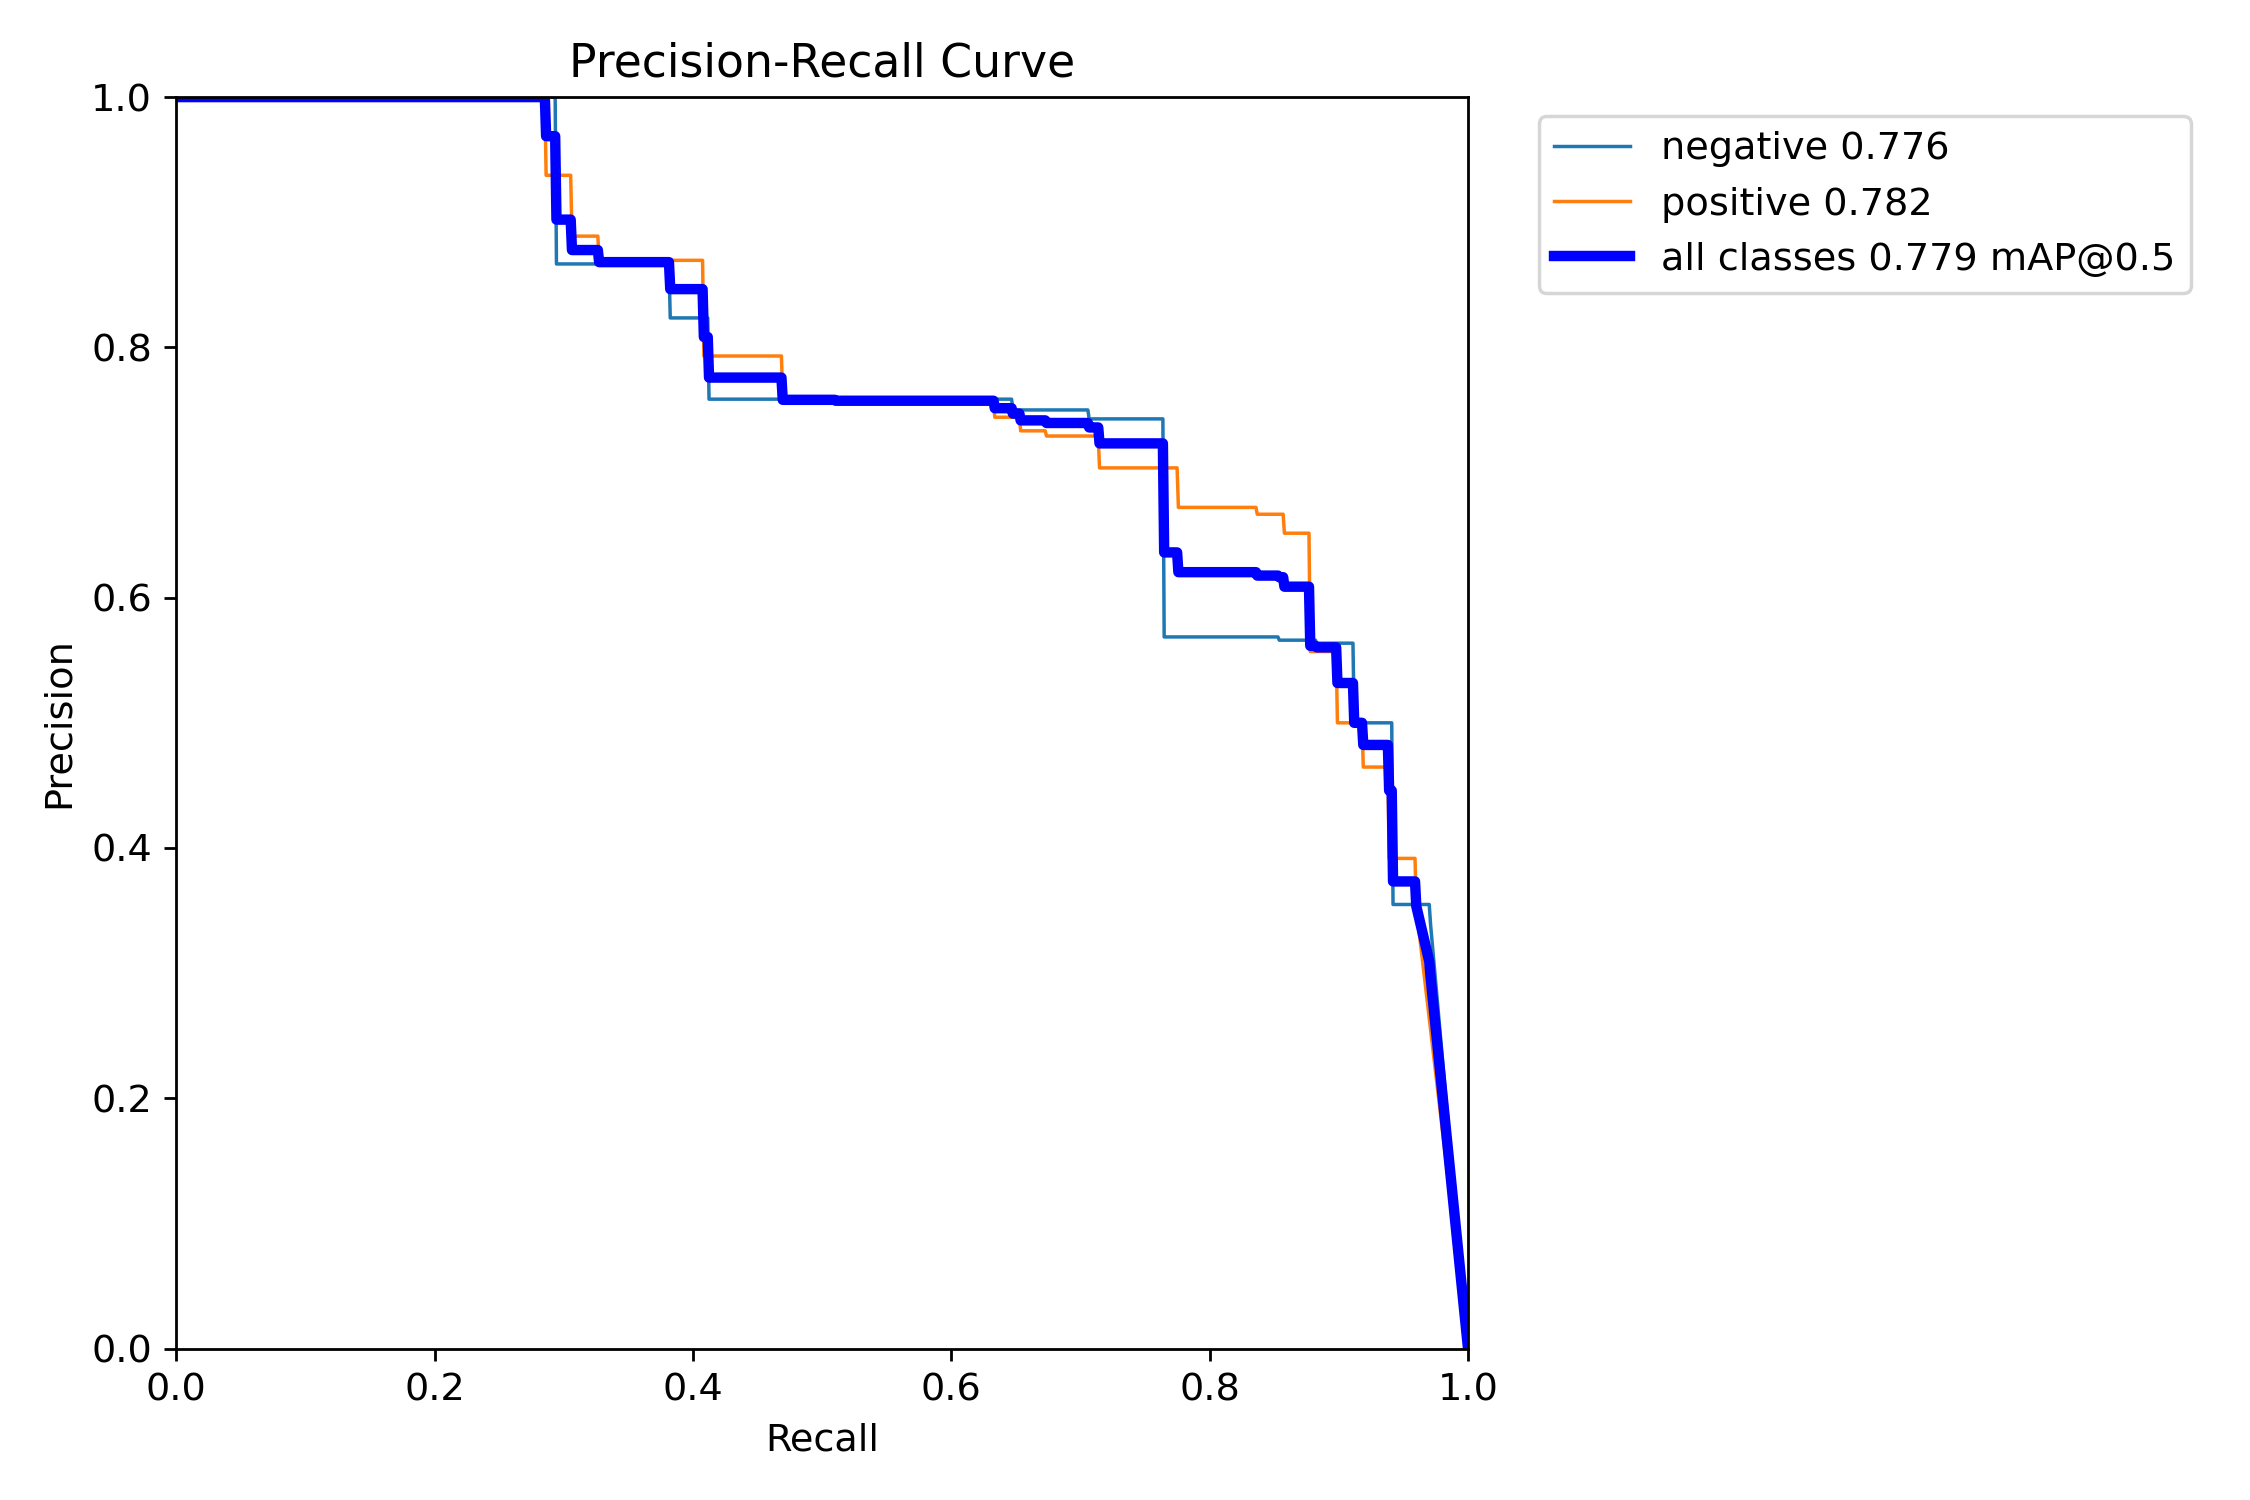 Precision-Recall Curve
1.0
0.8
0.6
0.4
0.2
0.0
Precision
0.0 0.2 0.4 0.6 0.8 1.0
Recall
negative 0.776
positive 0.782
all classes 0.779 mAP@0.5